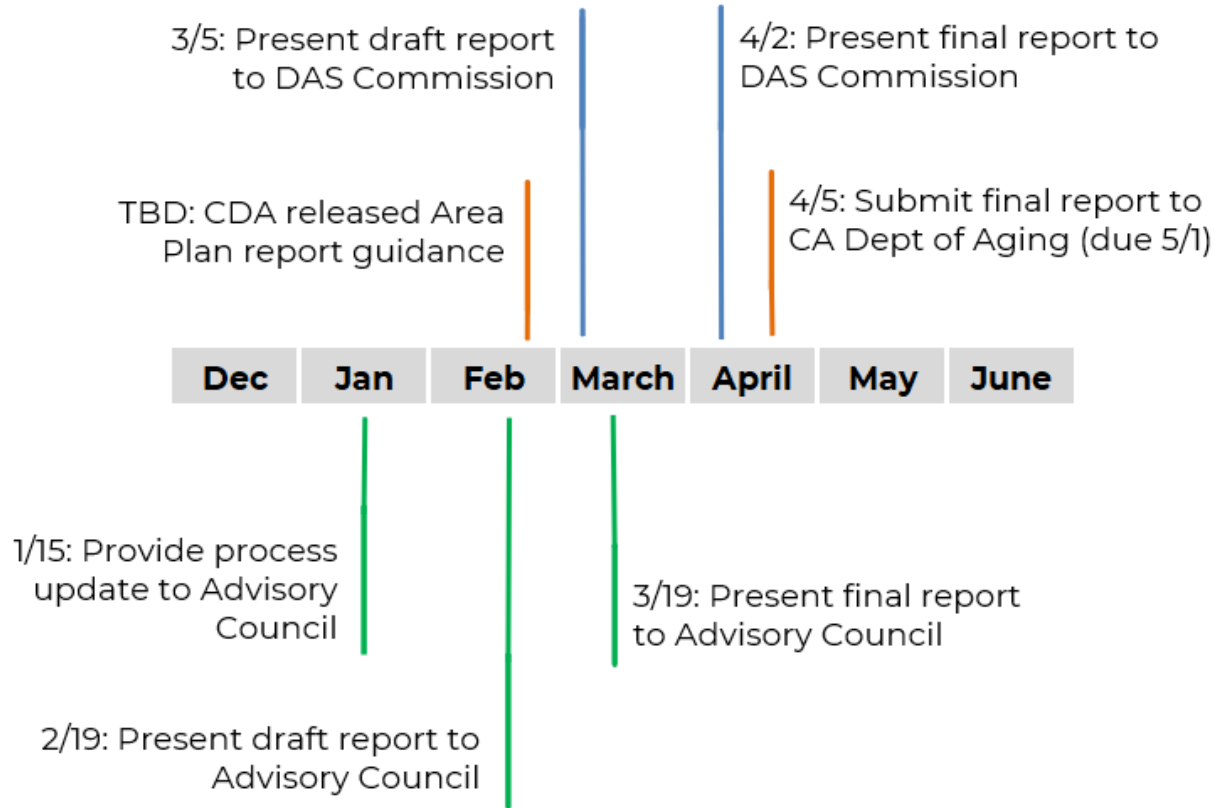 3/5: Present draft report
to DAS Commission
4/2: Present final report to
DAS Commission
TBD: CDA released Area
Plan report guidance
4/5: Submit final report to
CA Dept of Aging (due 5/1)
Dec Jan Feb March April May June
1/15: Provide process
update to Advisory
Council
3/19: Present final report
to Advisory Council
2/19: Present draft report to
Advisory Council